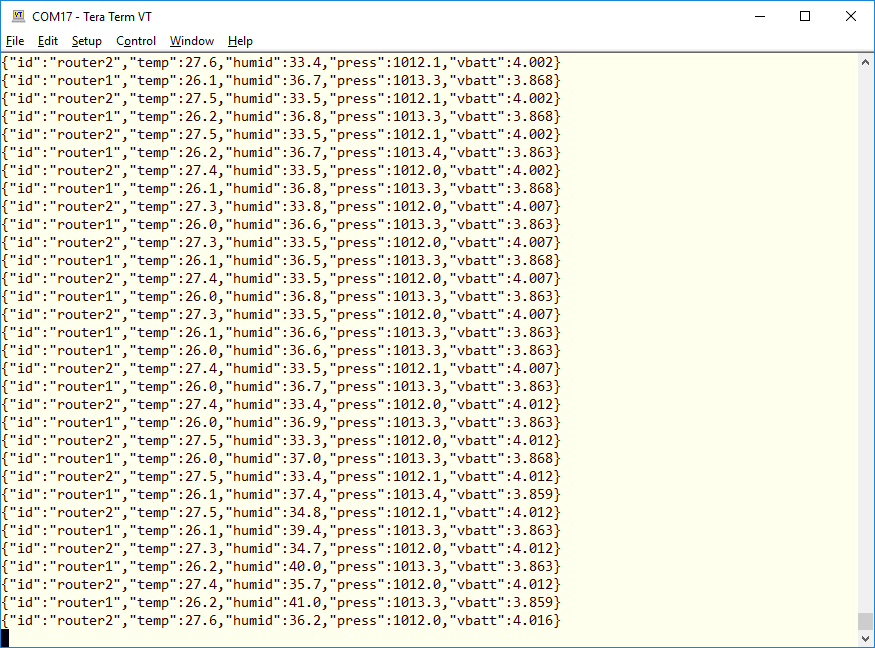 COM17 - Tera Term VT
File Edit Setup Control Window Help
{"id":"router2","temp":27.6,"humid":33.4,"press":1012.1,"vbatt":4.002}
{"id":"router1","temp":26.1,"humid":36.7,"press":1013.3,"vbatt":3.868}
{"id":"router2","temp":27.5,"humid":33.5,"press":1012.1,"vbatt":4.002}
{"id":"router1","temp":26.2,"humid":36.8,"press":1013.3,"vbatt":3.868}
{"id":"router2","temp":27.5,"humid":33.5,"press":1012.1,"vbatt":4.002}
{"id":"router1","temp":26.2,"humid":36.7,"press":1013.4,"vbatt":3.863}
{"id":"router2","temp":27.4,"humid":33.5,"press":1012.0,"vbatt":4.002}
{"id":"router1","temp":26.1,"humid":36.8,"press":1013.3,"vbatt":3.868}
{"id":"router2","temp":27.3,"humid":33.8,"press":1012.0,"vbatt":4.007}
{"id":"router1","temp":26.0,"humid":36.6,"press":1013.3,"vbatt":3.863}
{"id":"router2","temp":27.3,"humid":33.5,"press":1012.0,"vbatt":4.007}
{"id":"router1","temp":26.1,"humid":36.5,"press":1013.3,"vbatt":3.868}
{"id":"router2","temp":27.4,"humid":33.5,"press":1012.0,"vbatt":4.007}
{"id":"router1","temp":26.0,"humid":36.8,"press":1013.3,"vbatt":3.863}
{"id":"router2","temp":27.3,"humid":33.5,"press":1012.0,"vbatt":4.007}
{"id":"router1","temp":26.1,"humid":36.6,"press":1013.3,"vbatt":3.863}
{"id":"router1","temp":26.0,"humid":36.6,"press":1013.3,"vbatt":3.863}
{"id":"router2","temp":27.4,"humid":33.5,"press":1012.1,"vbatt":4.007}
{"id":"router1","temp":26.0,"humid":36.7,"press":1013.3,"vbatt":3.863}
{"id":"router2","temp":27.4,"humid":33.4,"press":1012.0,"vbatt":4.012}
{"id":"router1","temp":26.0,"humid":36.9,"press":1013.3,"vbatt":3.863}
{"id":"router2","temp":27.5,"humid":33.3,"press":1012.0,"vbatt":4.012}
{"id":"router1","temp":26.0,"humid":37.0,"press":1013.3,"vbatt":3.868}
{"id":"router2","temp":27.5,"humid":33.4,"press":1012.1,"vbatt":4.012}
{"id":"router1","temp":26.1,"humid":37.4,"press":1013.4,"vbatt":3.859}
{"id":"router2","temp":27.5,"humid":34.8,"press":1012.1,"vbatt":4.012}
{"id":"router1","temp":26.1,"humid":39.4,"press":1013.3,"vbatt":3.863}
{"id":"router2","temp":27.3,"humid":34.7,"press":1012.0,"vbatt":4.012}
{"id":"router1","temp":26.2,"humid":40.0,"press":1013.3,"vbatt":3.863}
{"id":"router2","temp":27.4,"humid":35.7,"press":1012.0,"vbatt":4.012}
{"id":"router1","temp":26.2,"humid":41.0,"press":1013.3,"vbatt":3.859}
{"id":"router2","temp":27.6,"humid":36.2,"press":1012.0,"vbatt":4.016}